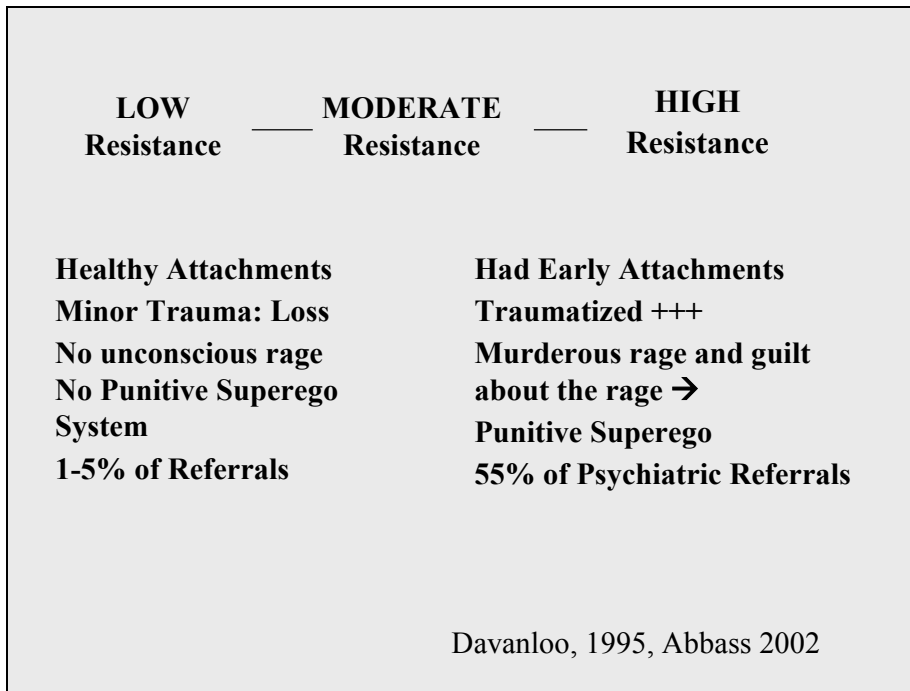 LOW MODERATE HIGH
Resistance Resistance Resistance
Healthy Attachments
Minor Trauma: Loss
No unconscious rage
No Punitive Superego
System
1-5% of Referrals
Had Early Attachments
Traumatized +++
Murderous rage and guilt
about the rage →
Punitive Superego
55% of Psychiatric Referrals
Davanloo, 1995, Abbass 2002